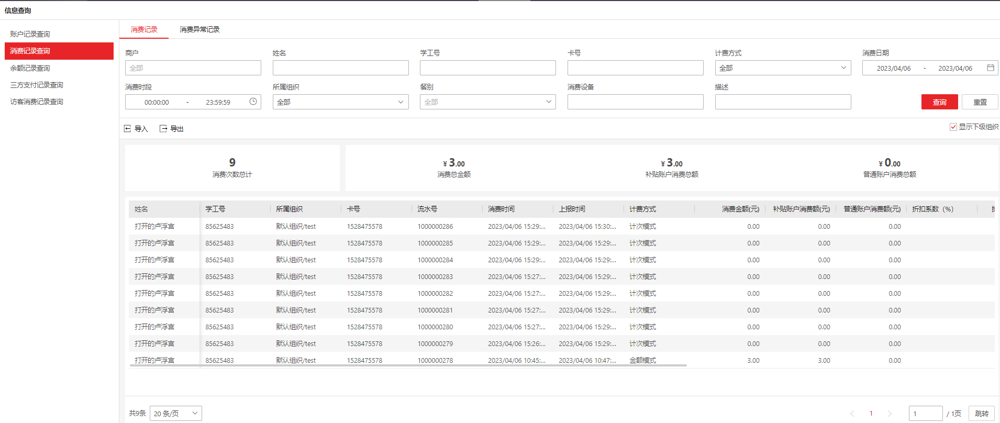 信息查询
账户记录查询
消费记录查询
余额记录查询
三方支付记录查询
访客消费记录查询
消费记录 消费异常记录
商户 姓名 学工号 卡号 计费方式 消费日期
全部 全部 2023/04/06 - 2023/04/06
消费时段 所属组织 餐别 消费设备 描述
00:00:00 - 23:59:59 全部 全部 查询 重置
导入 导出 显示下级组织
9 ¥ 3.00 ¥ 3.00 ¥ 0.00
消费次数总计 消费总金额 补贴账户消费总额 普通账户消费总额
姓名 学工号 所属组织 卡号 流水号 消费时间 上报时间 计费方式 消费金额(元) 补贴账户消费额(元) 普通账户消费额(元) 折扣系数（%）
打开的卢浮宫 85625483 默认组织/test 1528475578 1000000286 2023/04/06 15:29:... 2023/04/06 15:30:... 计次模式 0.00 0.00 0.00
打开的卢浮宫 85625483 默认组织/test 1528475578 1000000285 2023/04/06 15:29:... 2023/04/06 15:29:... 计次模式 0.00 0.00 0.00
打开的卢浮宫 85625483 默认组织/test 1528475578 1000000284 2023/04/06 15:29:... 2023/04/06 15:29:... 计次模式 0.00 0.00 0.00
打开的卢浮宫 85625483 默认组织/test 1528475578 1000000283 2023/04/06 15:27:... 2023/04/06 15:29:... 计次模式 0.00 0.00 0.00
打开的卢浮宫 85625483 默认组织/test 1528475578 1000000282 2023/04/06 15:27:... 2023/04/06 15:29:... 计次模式 0.00 0.00 0.00
打开的卢浮宫 85625483 默认组织/test 1528475578 1000000281 2023/04/06 15:27:... 2023/04/06 15:29:... 计次模式 0.00 0.00 0.00
打开的卢浮宫 85625483 默认组织/test 1528475578 1000000280 2023/04/06 15:27:... 2023/04/06 15:29:... 计次模式 0.00 0.00 0.00
打开的卢浮宫 85625483 默认组织/test 1528475578 1000000279 2023/04/06 15:26:... 2023/04/06 15:29:... 计次模式 0.00 0.00 0.00
打开的卢浮宫 85625483 默认组织/test 1528475578 1000000278 2023/04/06 10:45:... 2023/04/06 10:47:... 金额模式 3.00 3.00 0.00
共9条 20 条/页 1 1 / 1页 跳转